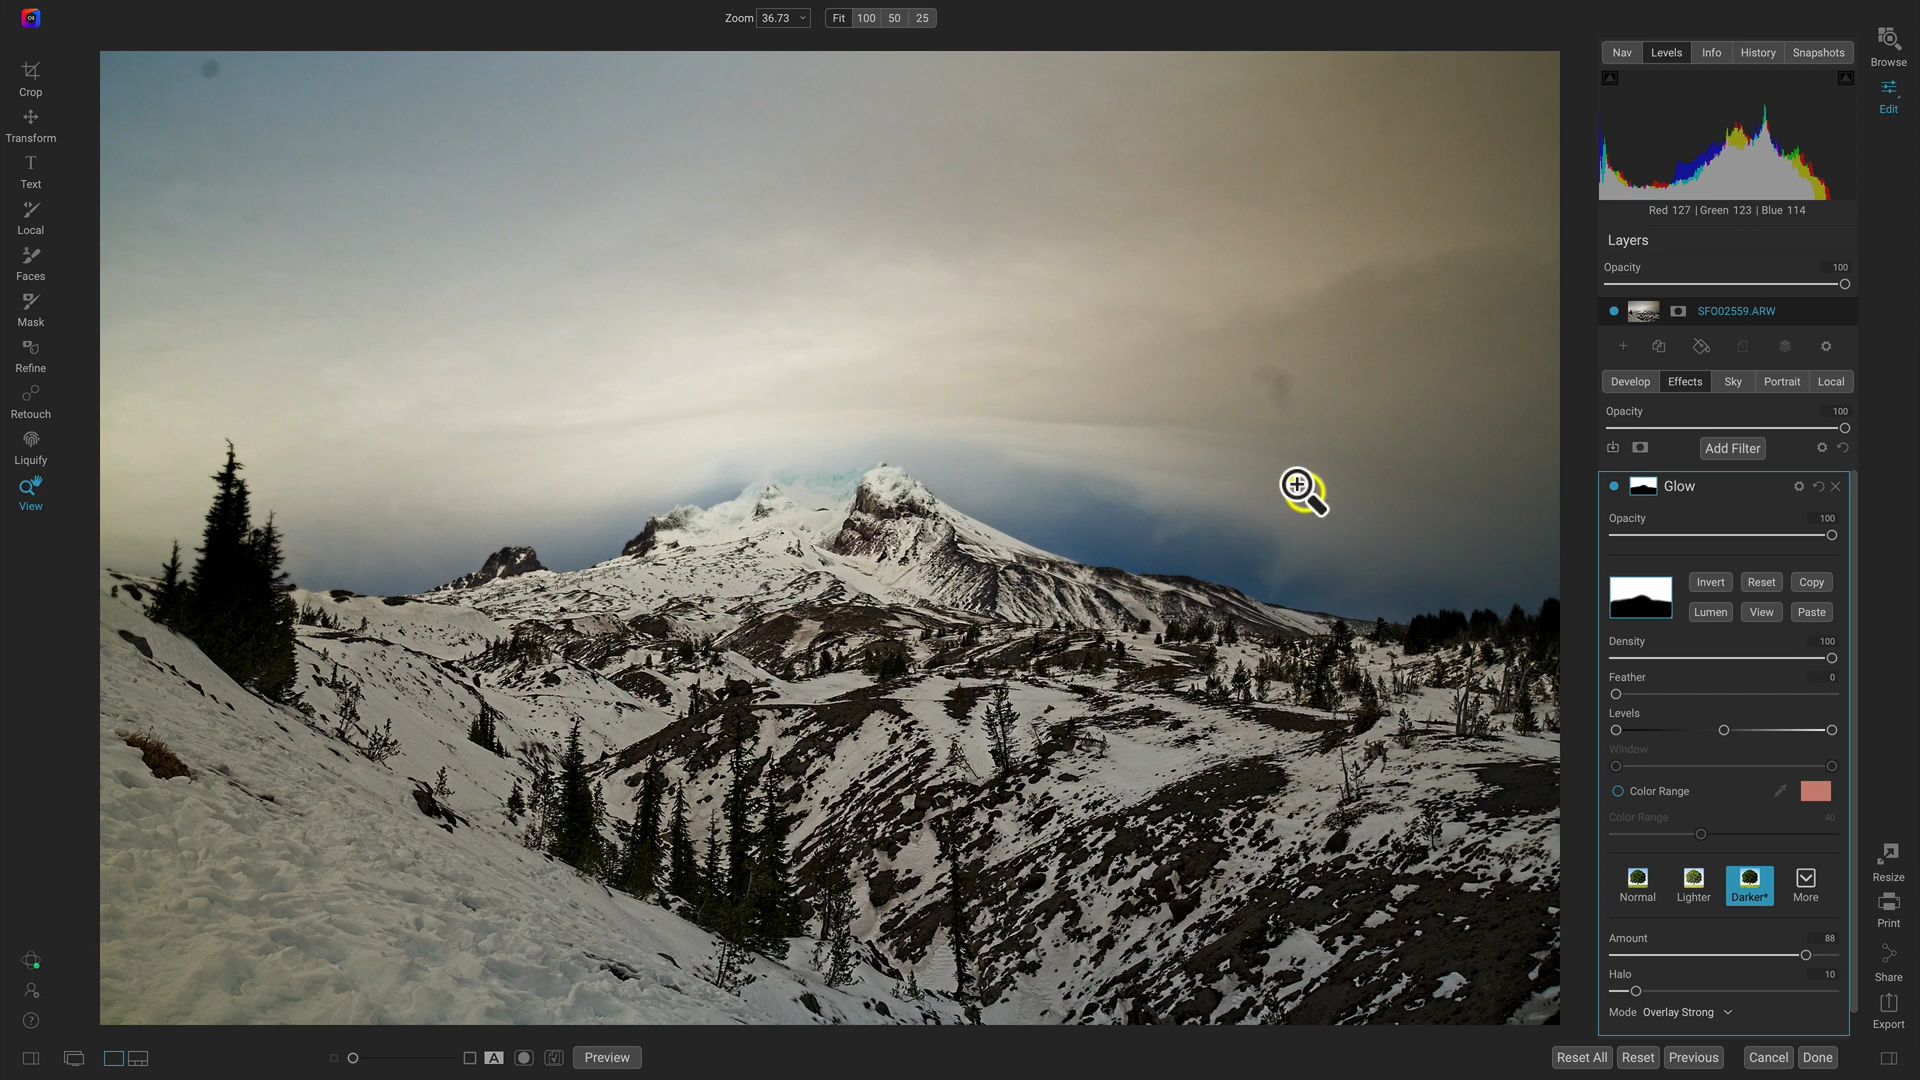 Zoom 36.73 Fit 100 50 25
Crop
Transform
Text
Local
Faces
Mask
Refine
Retouch
Liquify
View
Nav Levels Info History Snapshots
Browse
Edit
Red 127 | Green 123 | Blue 114
Layers
Opacity 100
SFO02559.ARW
Develop Effects Sky Portrait Local
Opacity 100
Add Filter
Glow
Opacity 100
Invert Reset Copy
Lumen View Paste
Density 100
Feather 0
Levels
Window
Color Range
Color Range 40
Normal Lighter Darker* More
Amount 88
Halo 10
Mode Overlay Strong
Resize
Print
Share
Export
A Preview
Reset All Reset Previous Cancel Done